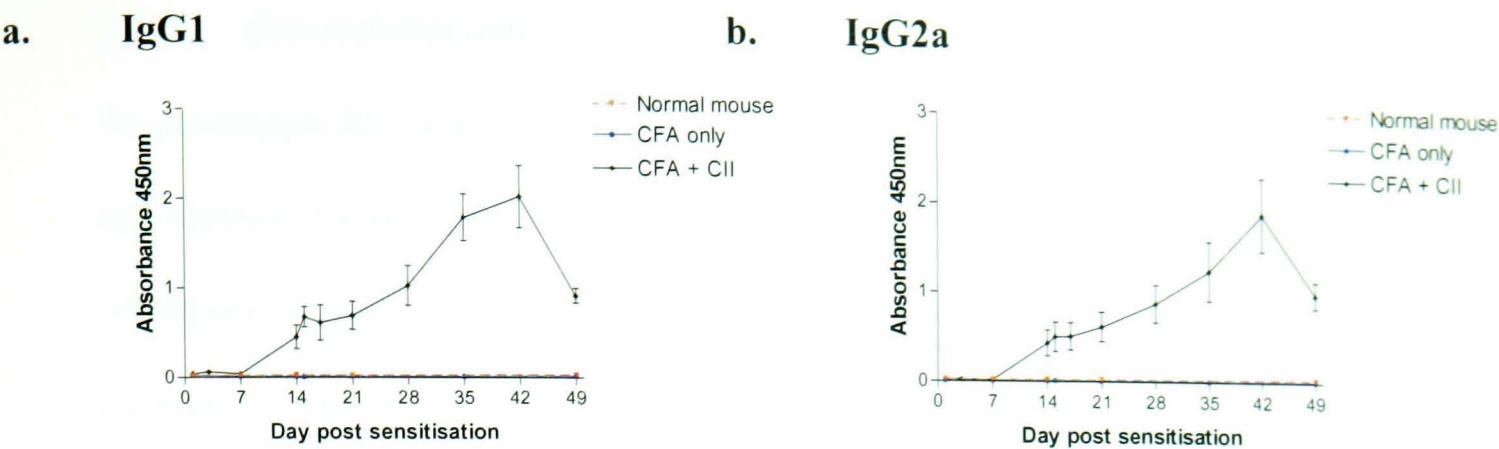 a. IgG1
3
2
1
0
0 7 14 21 28 35 42 49
Absorbance 450nm
Day post sensitisation
Normal mouse
CFA only
CFA + CII
b. IgG2a
3
2
1
0
0 7 14 21 28 35 42 49
Absorbance 450nm
Day post sensitisation
Normal mouse
CFA only
CFA + CII